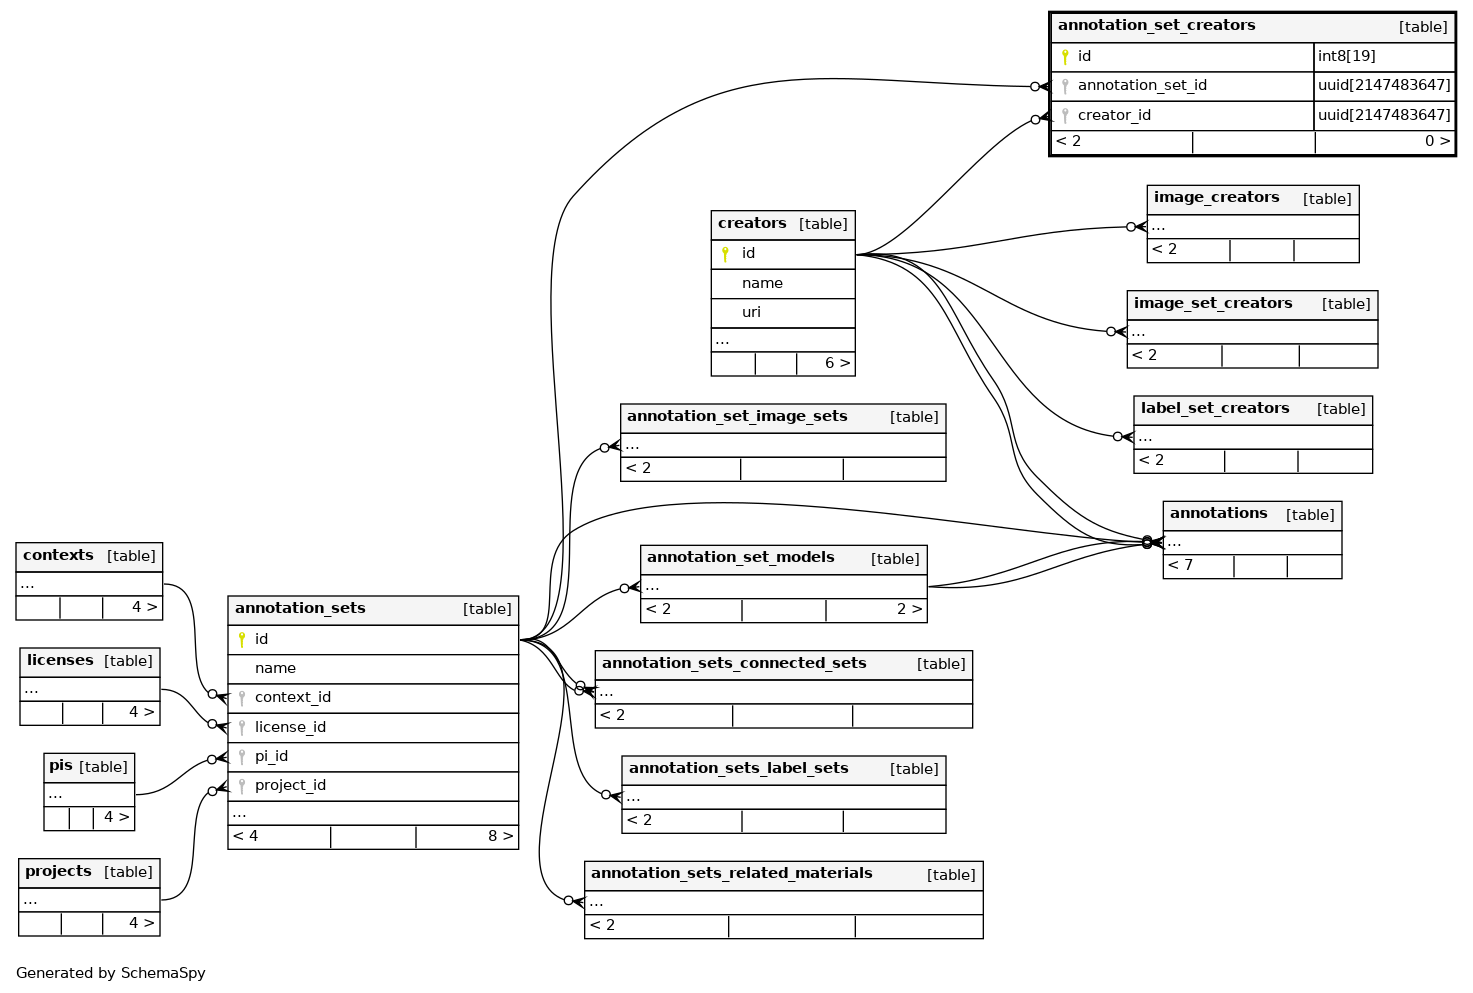 annotation_set_creators [table]
id int8[19]
annotation_set_id uuid[2147483647]
creator_id uuid[2147483647]
< 2 0 >
image_creators [table]
...
< 2
creators [table]
id
name
uri
...
6 >
image_set_creators [table]
...
< 2
label_set_creators [table]
...
< 2
annotation_set_image_sets [table]
...
< 2
annotations [table]
...
< 7
annotation_set_models [table]
...
< 2 2 >
contexts [table]
...
4 >
annotation_sets [table]
id
name
context_id
license_id
pi_id
project_id
...
< 4 8 >
licenses [table]
...
4 >
pis [table]
...
4 >
projects [table]
...
4 >
annotation_sets_connected_sets [table]
...
< 2
annotation_sets_label_sets [table]
...
< 2
annotation_sets_related_materials [table]
...
< 2
Generated by SchemaSpy